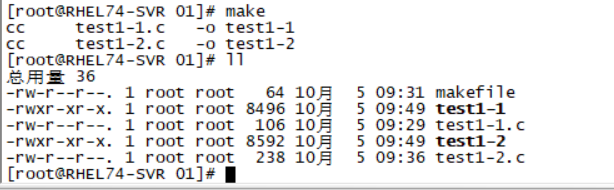 [root@RHEL74-SVR 01]# make
cc     test1-1.c   -o test1-1
cc     test1-2.c   -o test1-2
[root@RHEL74-SVR 01]# ll
总用量 36
-rw-r--r--. 1 root root   64 10月  5 09:31 makefile
-rwxr-xr-x. 1 root root 8496 10月  5 09:49 test1-1
-rw-r--r--. 1 root root  106 10月  5 09:29 test1-1.c
-rwxr-xr-x. 1 root root 8592 10月  5 09:49 test1-2
-rw-r--r--. 1 root root  238 10月  5 09:36 test1-2.c
[root@RHEL74-SVR 01]#